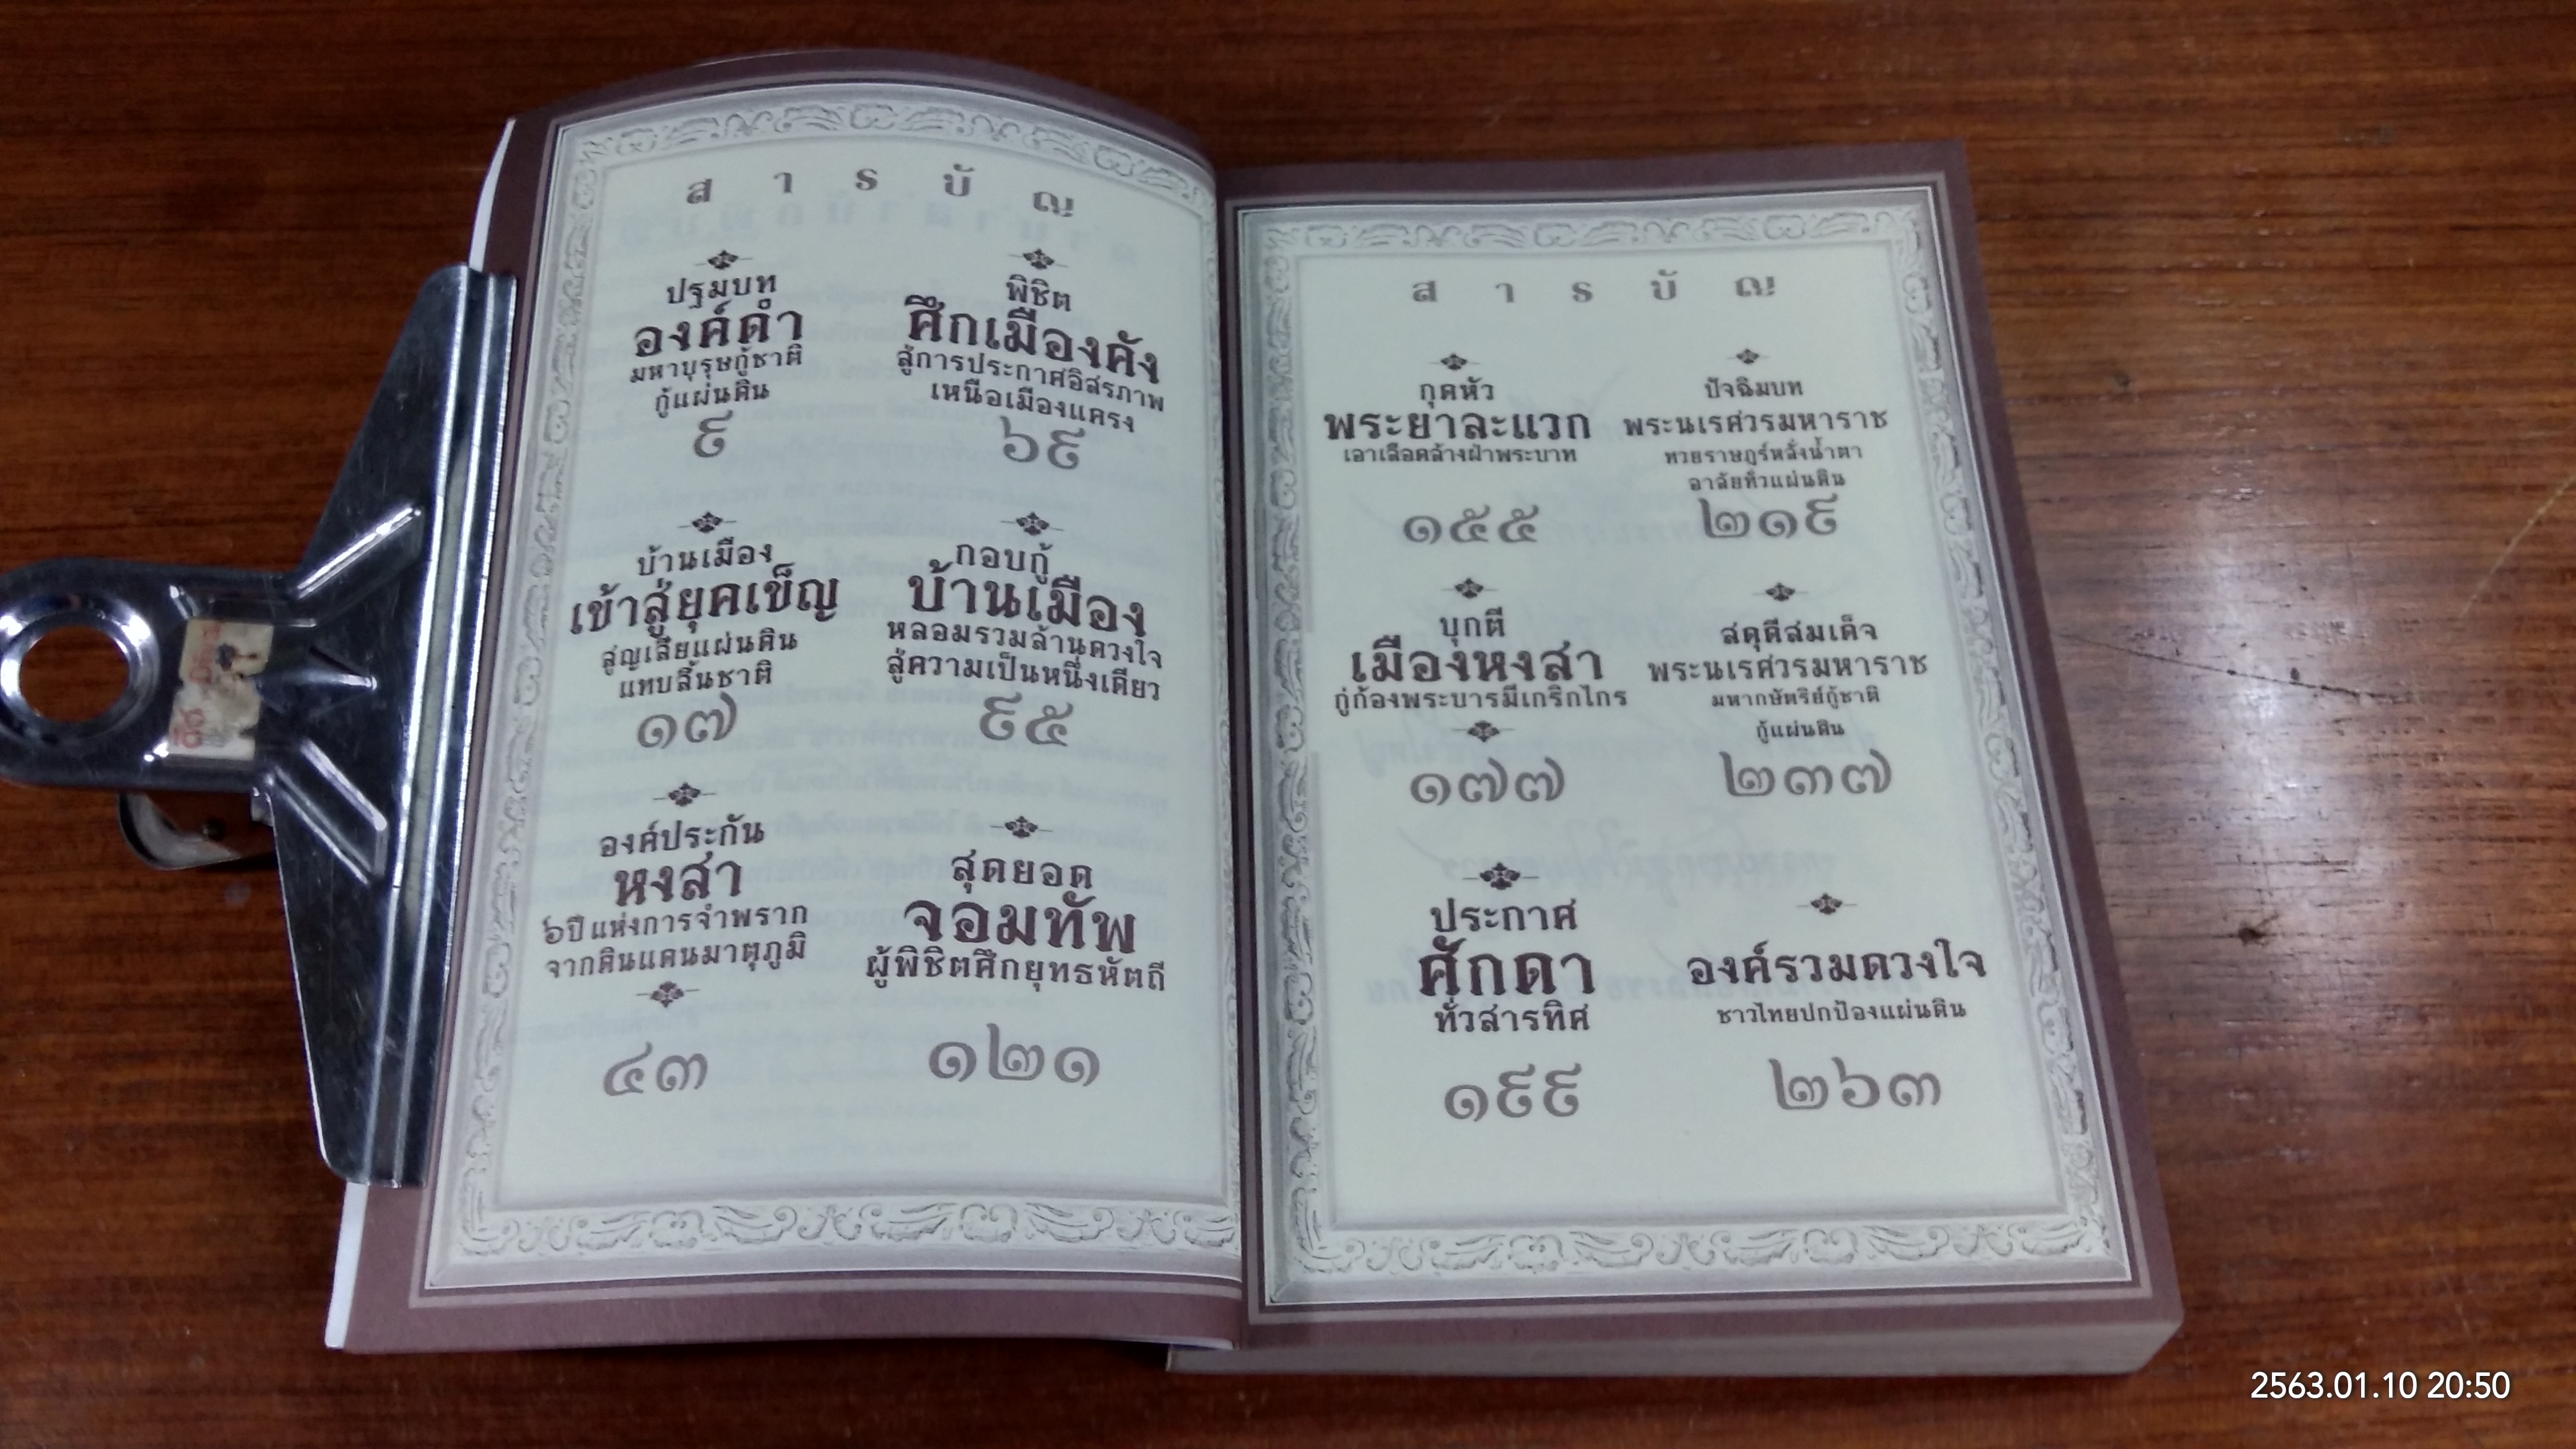 ส า ร บั ญ
ปฐมบท
องค์ดำ
มหาบุรุษกู้ชาติ
กู้แผ่นดิน
๙
บ้านเมือง
เข้าสู่ยุคเข็ญ
สูญเสียแผ่นดิน
แทบสิ้นชาติ
๑๗
องค์ประกัน
หงสา
๖ปี แห่งการจำพราก
จากดินแดนมาตุภูมิ
๔๓
พิชิต
ศึกเมืองคัง
สู่การประกาศอิสรภาพ
เหนือเมืองแครง
๖๙
กอบกู้
บ้านเมือง
หลอมรวมล้านดวงใจ
สู่ความเป็นหนึ่งเดียว
๙๕
สุดยอด
จอมทัพ
ผู้พิชิตศึกยุทธหัตถี
๑๒๑
ส า ร บั ญ
กุดหัว
พระยาละแวก
เอาเลือดล้างฝ่าพระบาท
๑๕๕
บุกตี
เมืองหงสา
กู่ก้องพระบารมีเกริกไกร
๑๗๗
ประกาศ
ศักดา
ทั่วสารทิศ
๑๙๙
ปัจฉิมบท
พระนเรศวรมหาราช
ทวยราษฎร์หลั่งน้ำตา
อาลัยทั่วแผ่นดิน
๒๑๙
สดุดีสมเด็จ
พระนเรศวรมหาราช
มหากษัตริย์กู้ชาติ
กู้แผ่นดิน
๒๓๗
องค์รวมดวงใจ
ชาวไทยปกป้องแผ่นดิน
๒๖๓
2563.01.10 20:50